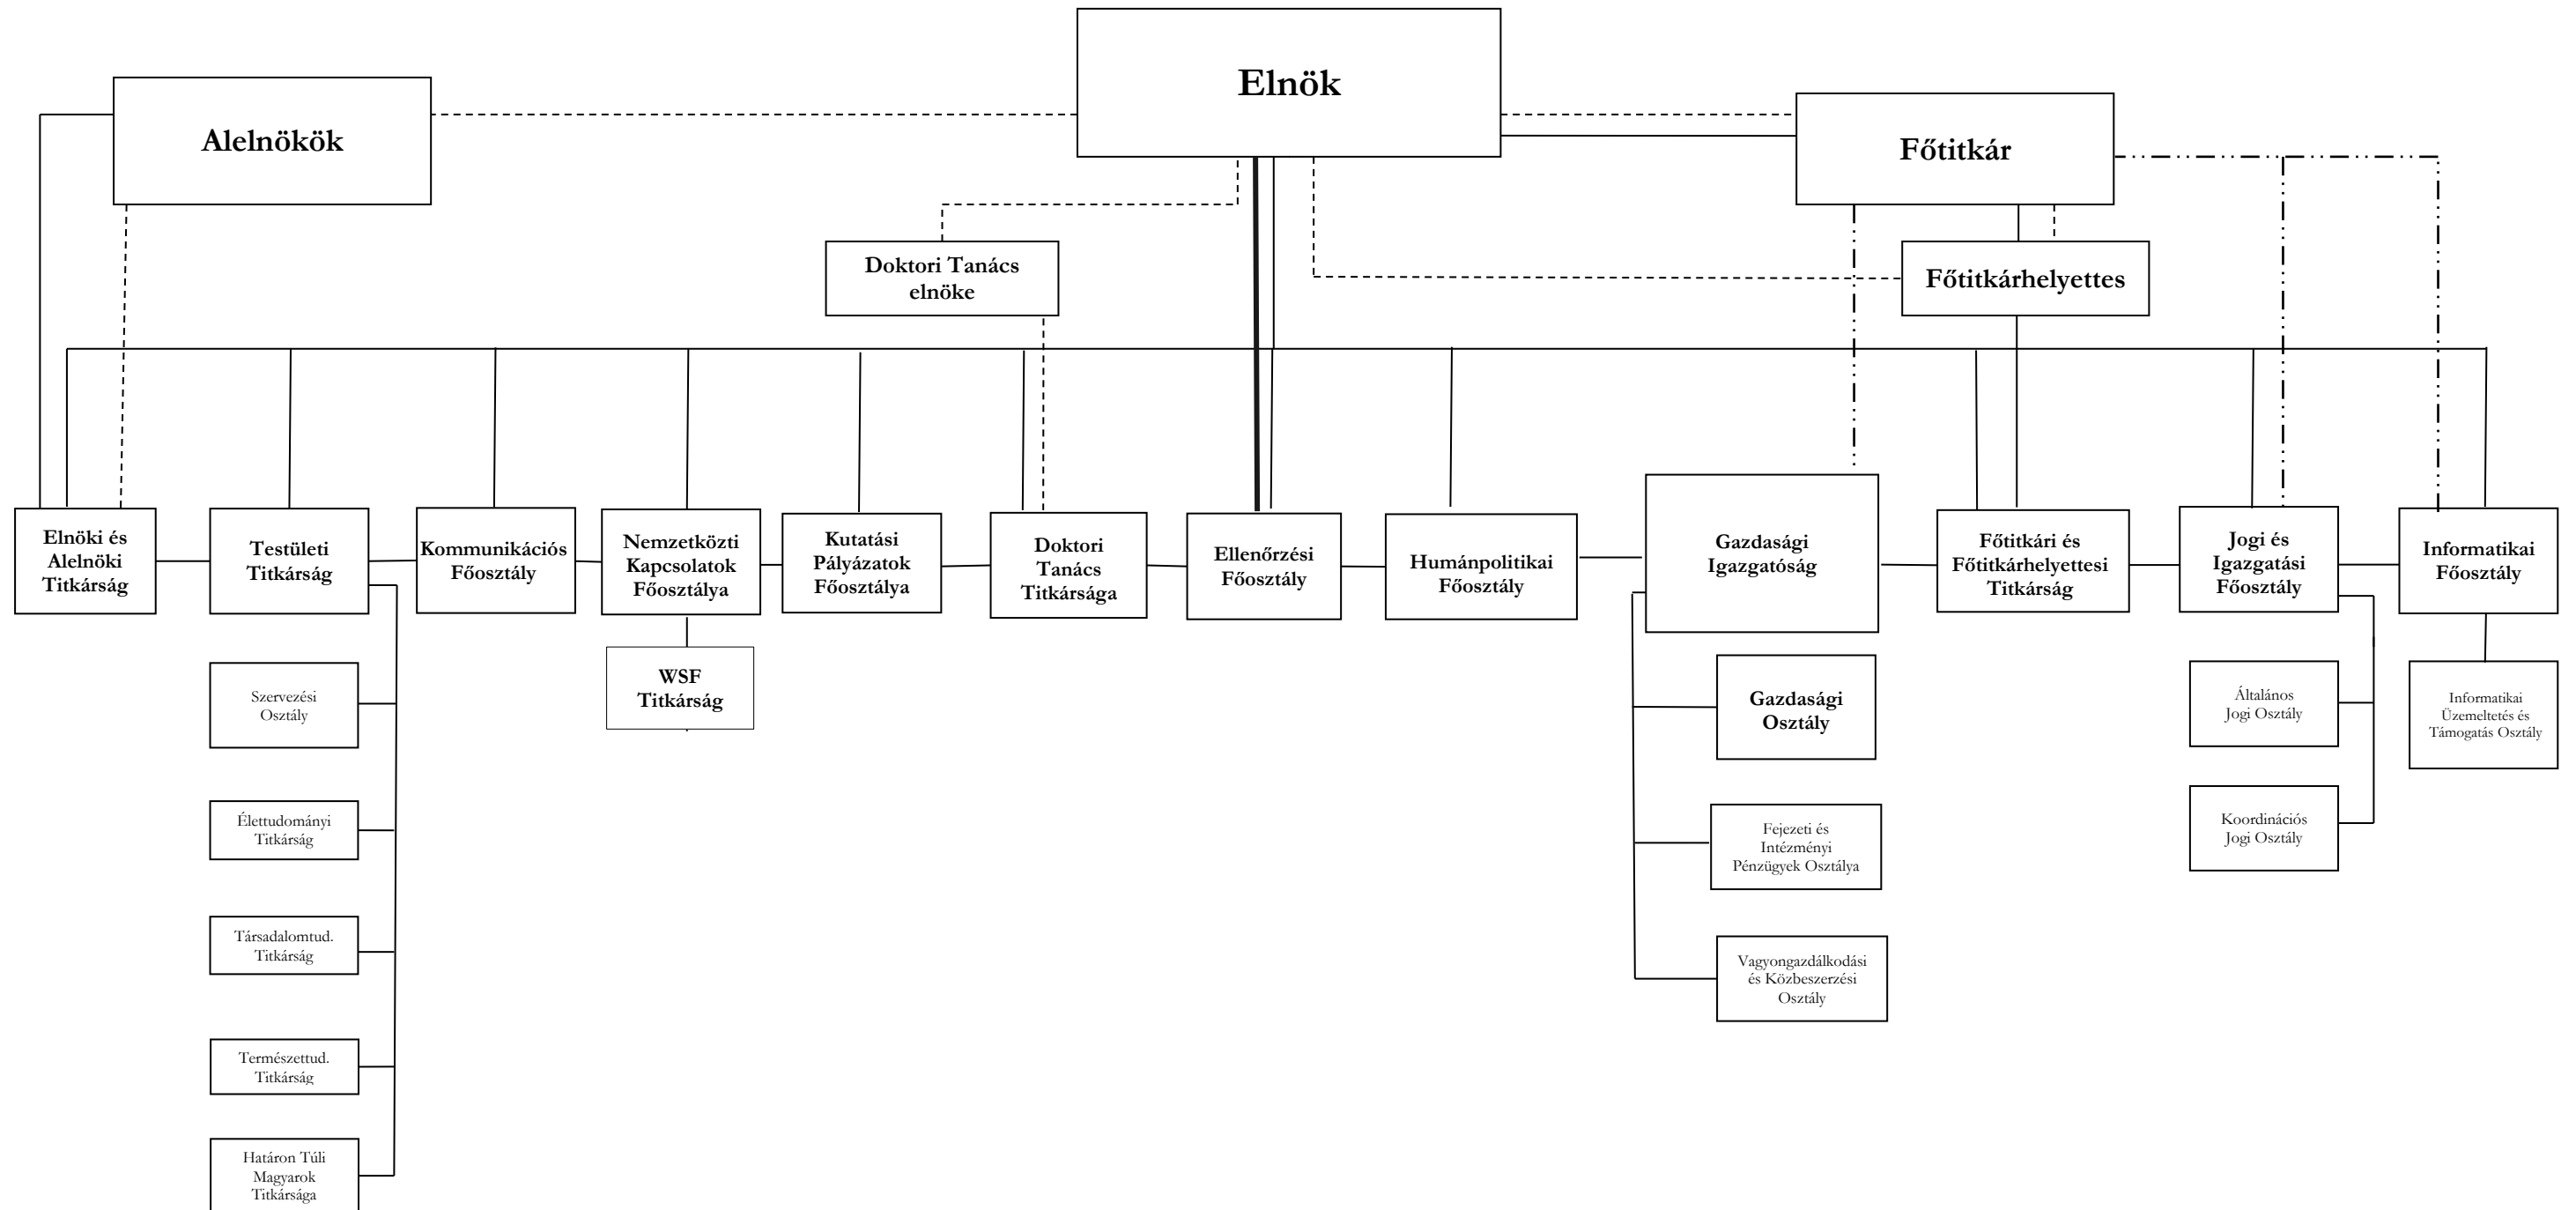 Elnök
Alelnökök
Főtitkár
Doktori Tanács
elnöke
Főtitkárhelyettes
Elnöki és
Alelnöki
Titkárság
Testületi
Titkárság
Kommunikációs
Főosztály
Nemzetközti
Kapcsolatok
Főosztálya
Kutatási
Pályázatok
Főosztálya
Doktori
Tanács
Titkársága
Ellenőrzési
Főosztály
Humánpolitikai
Főosztály
Gazdasági
Igazgatóság
Főtitkári és
Főtitkárhelyettesi
Titkárság
Jogi és
Igazgatási
Főosztály
Informatikai
Főosztály
Szervezési
Osztály
WSF
Titkárság
Gazdasági
Osztály
Általános
Jogi Osztály
Informatikai
Üzemeltetés és
Támogatás Osztály
Élettudományi
Titkárság
Fejezeti és
Intézményi
Pénzügyek Osztálya
Koordinációs
Jogi Osztály
Társadalomtud.
Titkárság
Vagyongazdálkodási
és Közbeszerzési
Osztály
Természettud.
Titkárság
Határon Túli
Magyarok
Titkársága